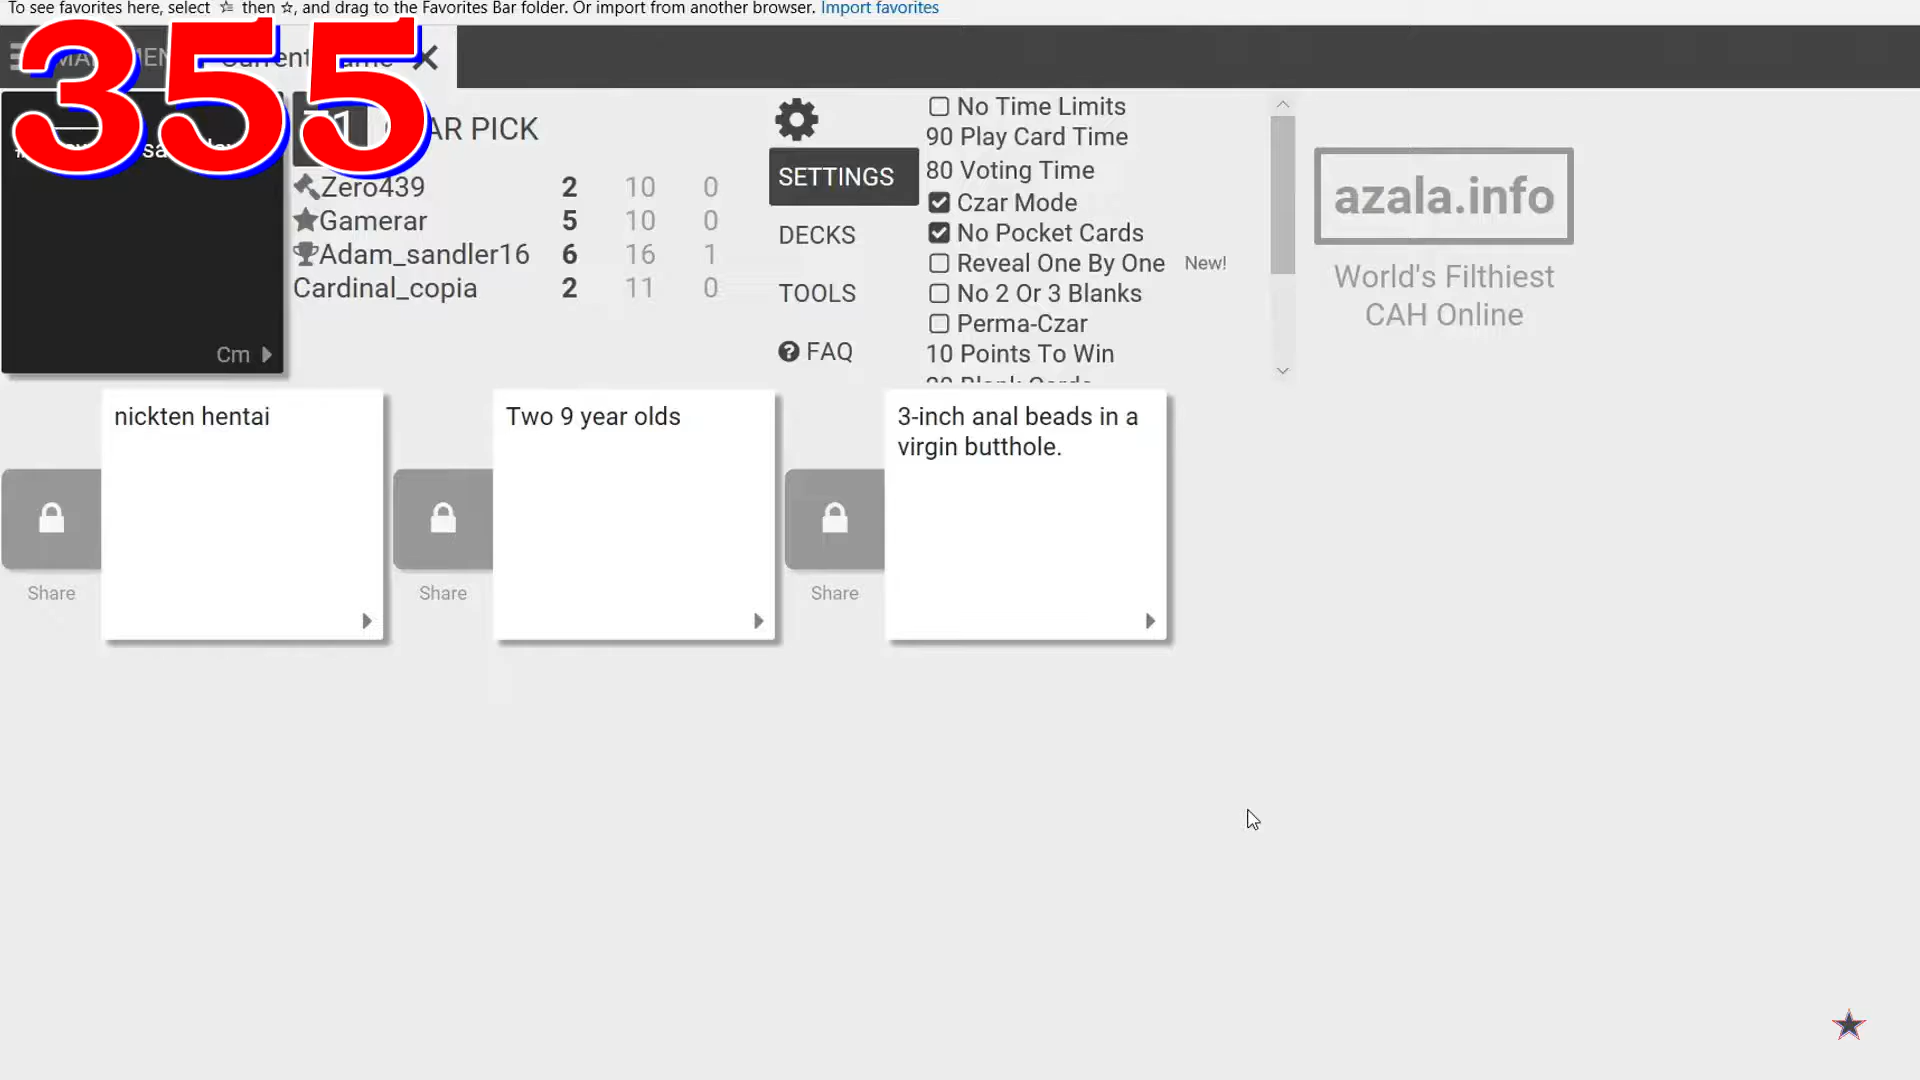 To see favorites here, select ☆ then ☆, and drag to the Favorites Bar folder. Or import from another browser. Import favorites
355
Zero439 2 10 0
Gamerar 5 10 0
Adam_sandler16 6 16 1
Cardinal_copia 2 11 0
Cm
SETTINGS
DECKS
TOOLS
FAQ
No Time Limits
90 Play Card Time
80 Voting Time
Czar Mode
No Pocket Cards
Reveal One By One New!
No 2 Or 3 Blanks
Perma-Czar
10 Points To Win
azala.info
World's Filthiest
CAH Online
nickten hentai
Share
Two 9 year olds
Share
3-inch anal beads in a
virgin butthole.
Share